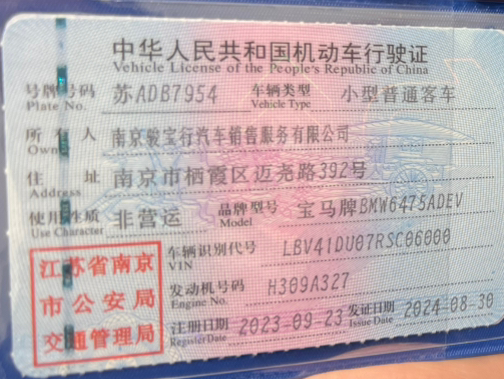 中华人民共和国机动车行驶证
Vehicle License of the People's Republic of China
号牌号码 苏ADB7954 车辆类型 小型普通客车
Plate No. Vehicle Type
所有人 南京骏宝行汽车销售服务有限公司
Owner
住址 南京市栖霞区迈尧路392号
Address
使用性质 非营运 品牌型号 宝马牌BMW6475ADEV
Use Character Model
车辆识别代号 LBV41DU07RSC06000
VIN
发动机号码 H309A327
Engine No.
注册日期 2023-09-23 发证日期 2024-08-30
Register Date Issue Date
江苏省南京
市公安局
交通管理局